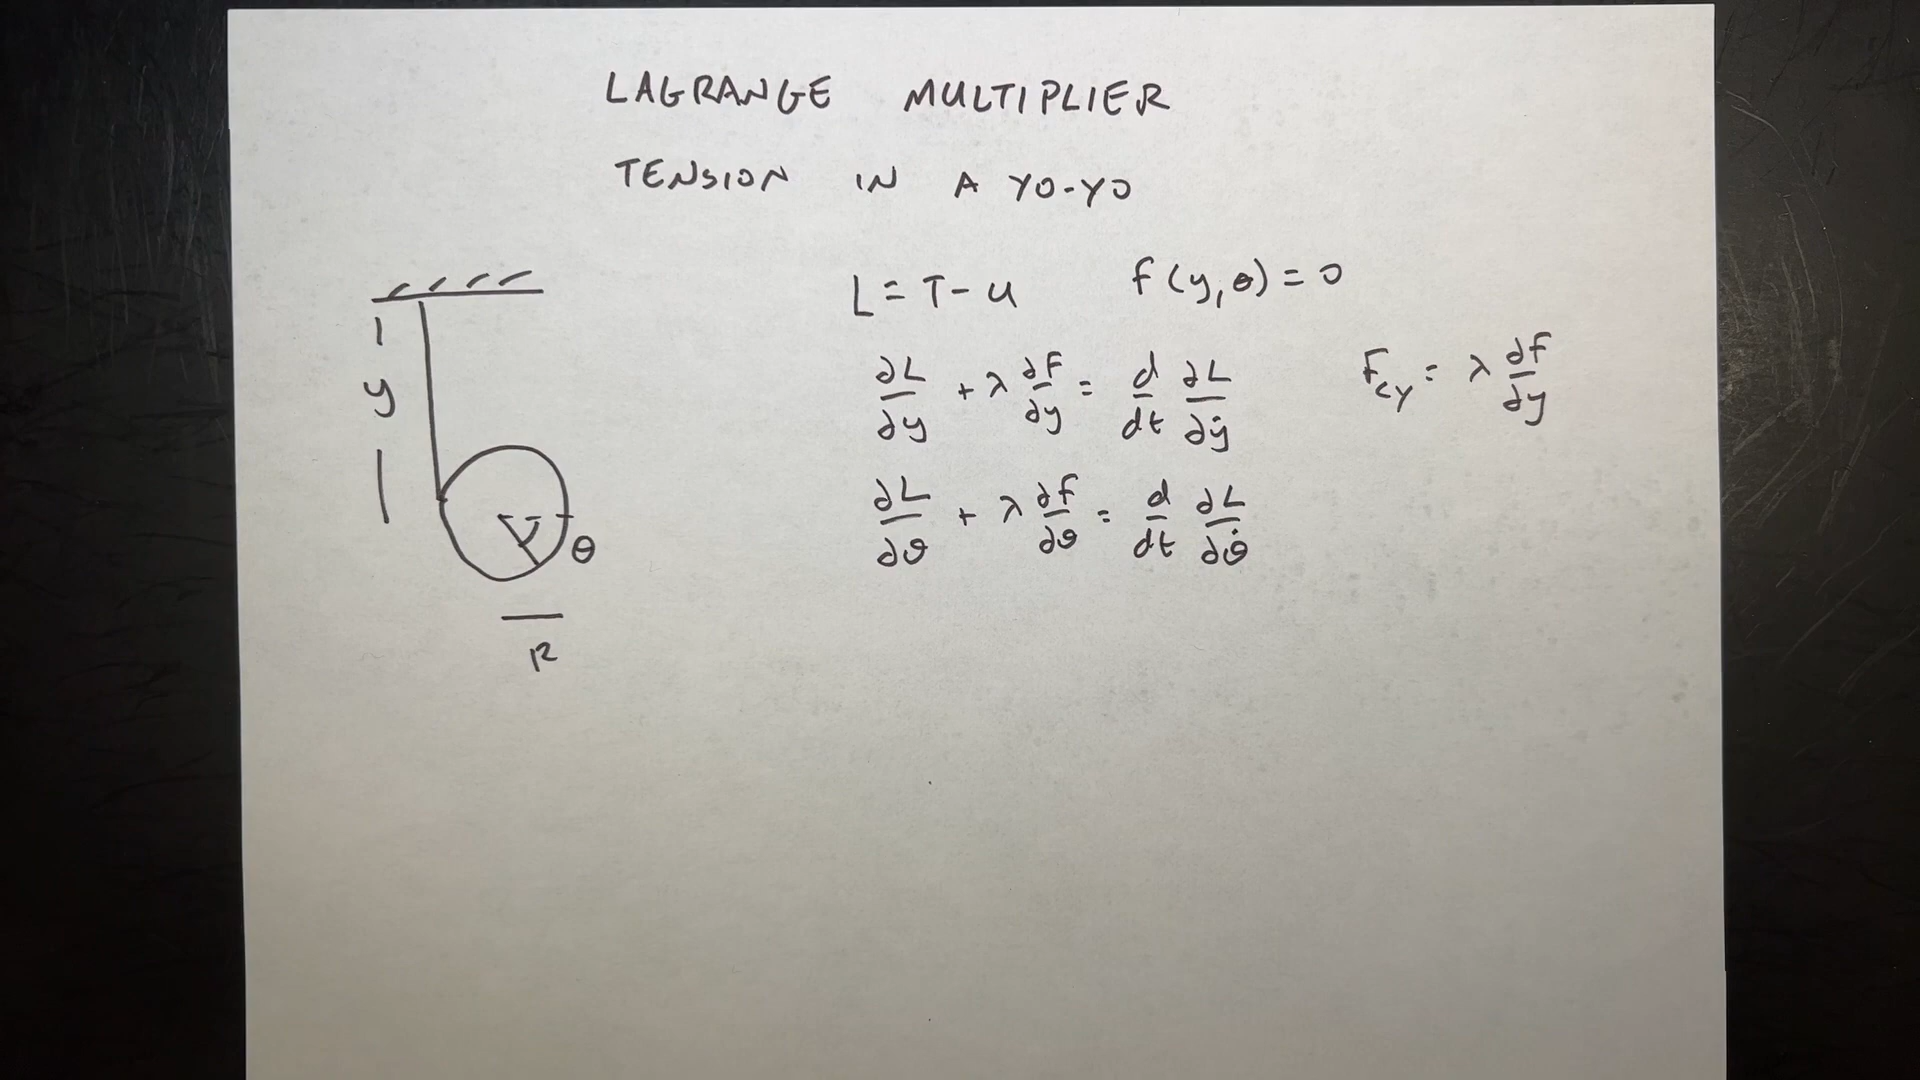 LAGRANGE MULTIPLIER
TENSION IN A YO-YO
L = T - U f(y,θ) = 0
∂L/∂y + λ ∂f/∂y = d/dt ∂L/∂ẏ F_cy = λ ∂f/∂y
∂L/∂θ + λ ∂f/∂θ = d/dt ∂L/∂θ̇
y
θ
R